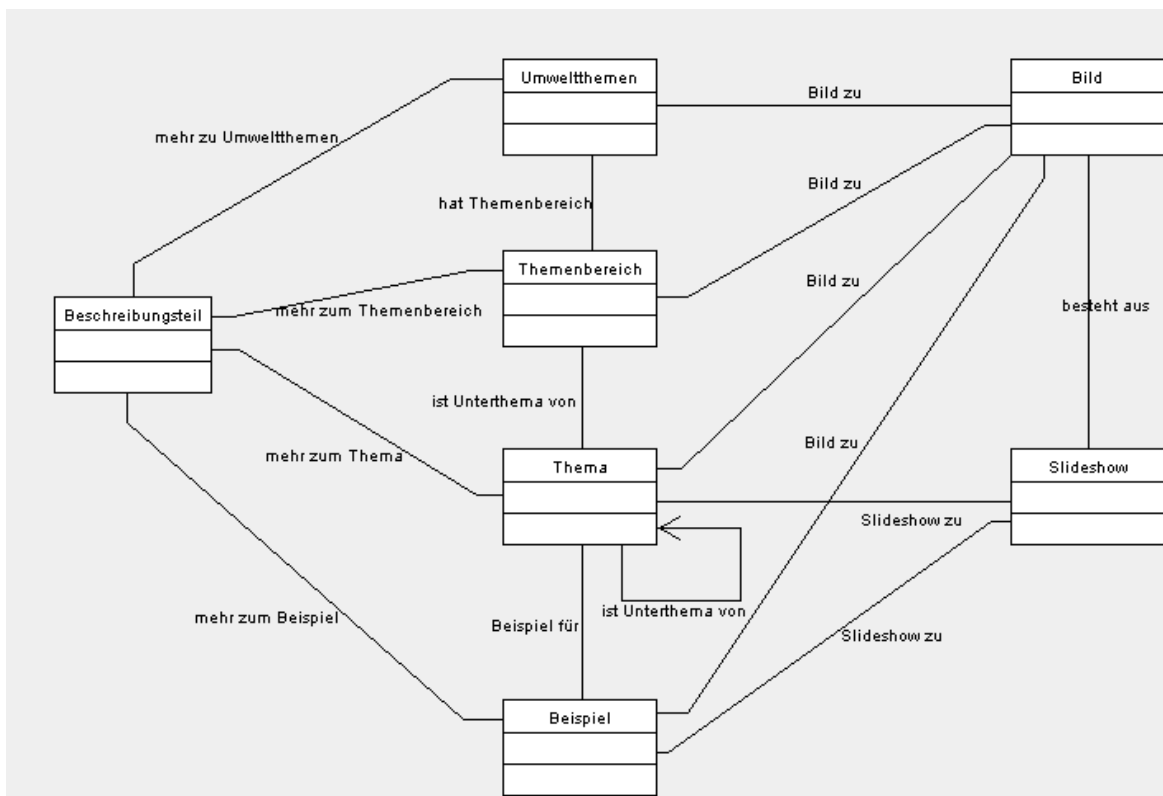 Umweltthemen
Bild
Bild zu
mehr zu Umweltthemen
Bild zu
hat Themenbereich
Themenbereich
Bild zu
Beschreibungsteil
mehr zum Themenbereich
besteht aus
ist Unterthema von
Bild zu
mehr zum Thema
Thema
Slideshow
Slideshow zu
ist Unterthema von
mehr zum Beispiel
Beispiel für
Slideshow zu
Beispiel